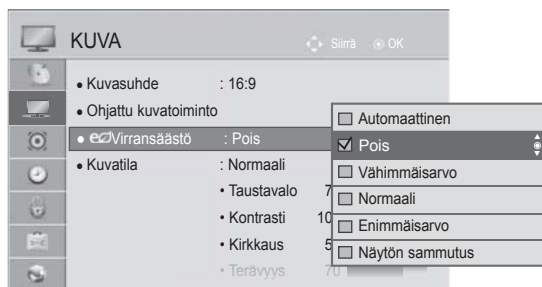 KUVA
Siirrä OK
• Kuvasuhde : 16:9
• Ohjattu kuvatoiminto
• Virransäästö : Pois
• Kuvatila : Normaali
• Taustavalo 7
• Kontrasti 10
• Kirkkaus 5
• Terävyys 70
Automaattinen
Pois
Vähimmäisarvo
Normaali
Enimmäisarvo
Näytön sammutus